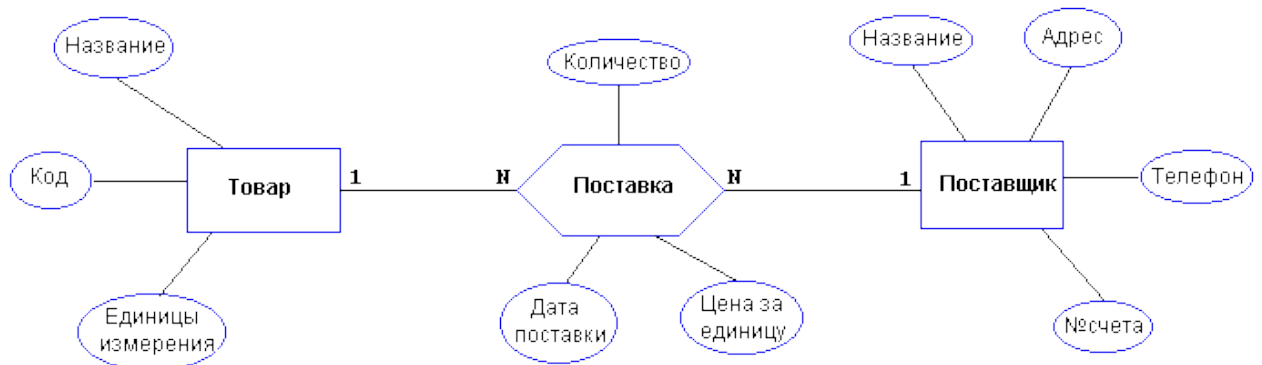 Название
Количество
Название
Адрес
Код
Товар
1
N
Поставка
N
1
Поставщик
Телефон
Единицы
измерения
Дата
поставки
Цена за
единицу
№счета